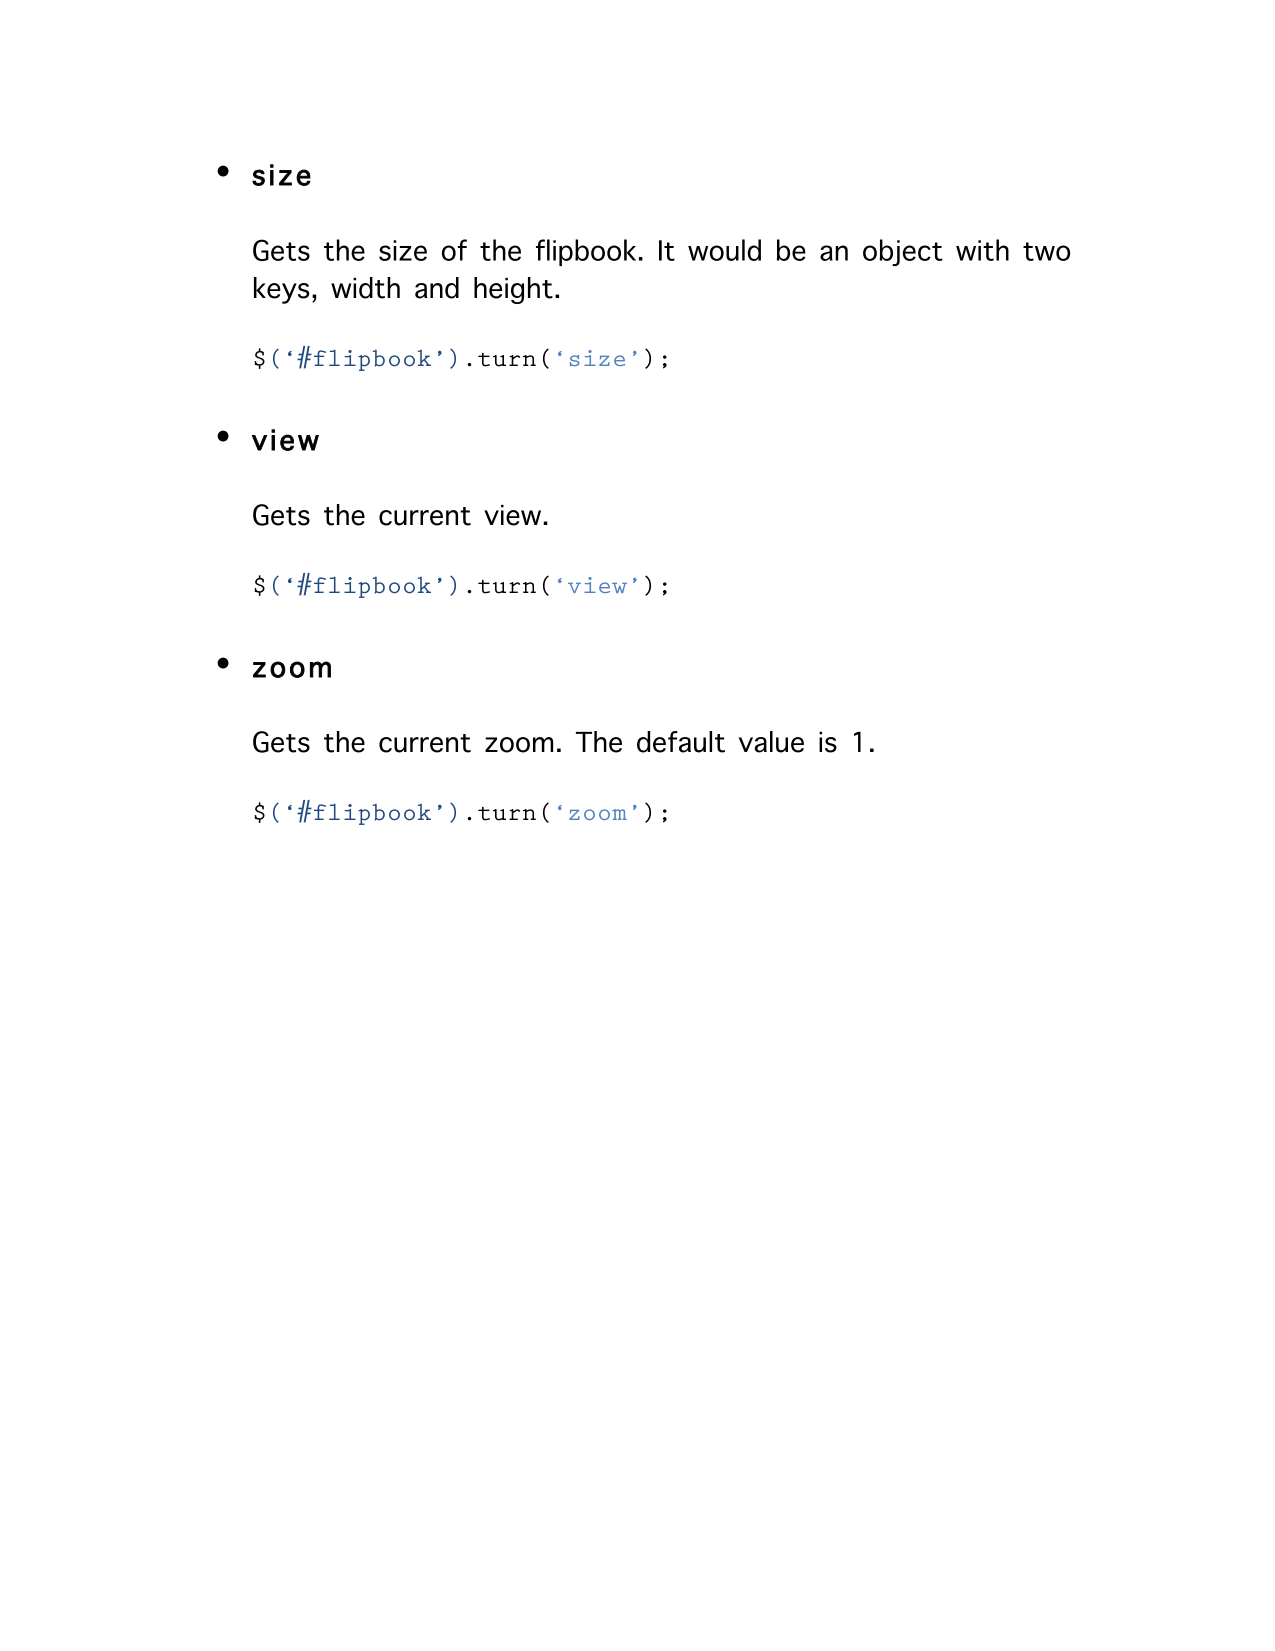 • size
Gets the size of the flipbook. It would be an object with two
keys, width and height.
$(‘#flipbook’).turn(‘size’);
• view
Gets the current view.
$(‘#flipbook’).turn(‘view’);
• zoom
Gets the current zoom. The default value is 1.
$(‘#flipbook’).turn(‘zoom’);